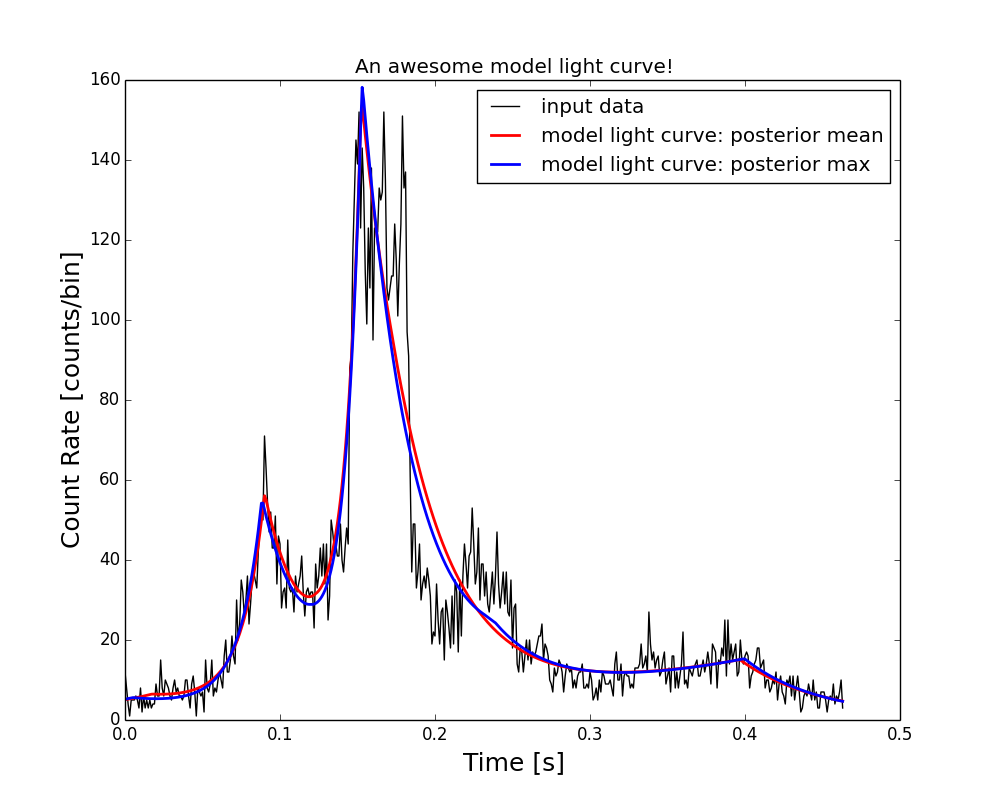 An awesome model light curve!
160
140
120
100
80
60
40
20
0
Count Rate [counts/bin]
input data
model light curve: posterior mean
model light curve: posterior max
0.0 0.1 0.2 0.3 0.4 0.5
Time [s]